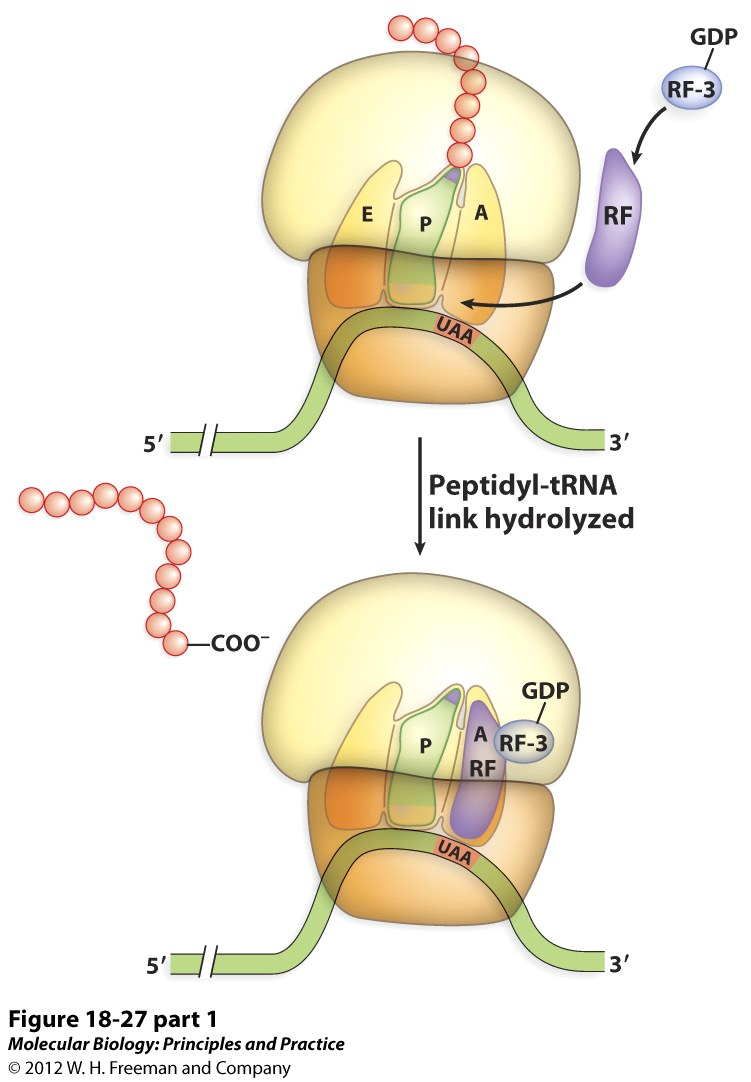 GDP
RF-3
RF
E
P
A
UAA
5′
3′
Peptidyl-tRNA
link hydrolyzed
COO⁻
GDP
RF-3
A
P
RF
UAA
5′
3′
Figure 18-27 part 1
Molecular Biology: Principles and Practice
© 2012 W. H. Freeman and Company